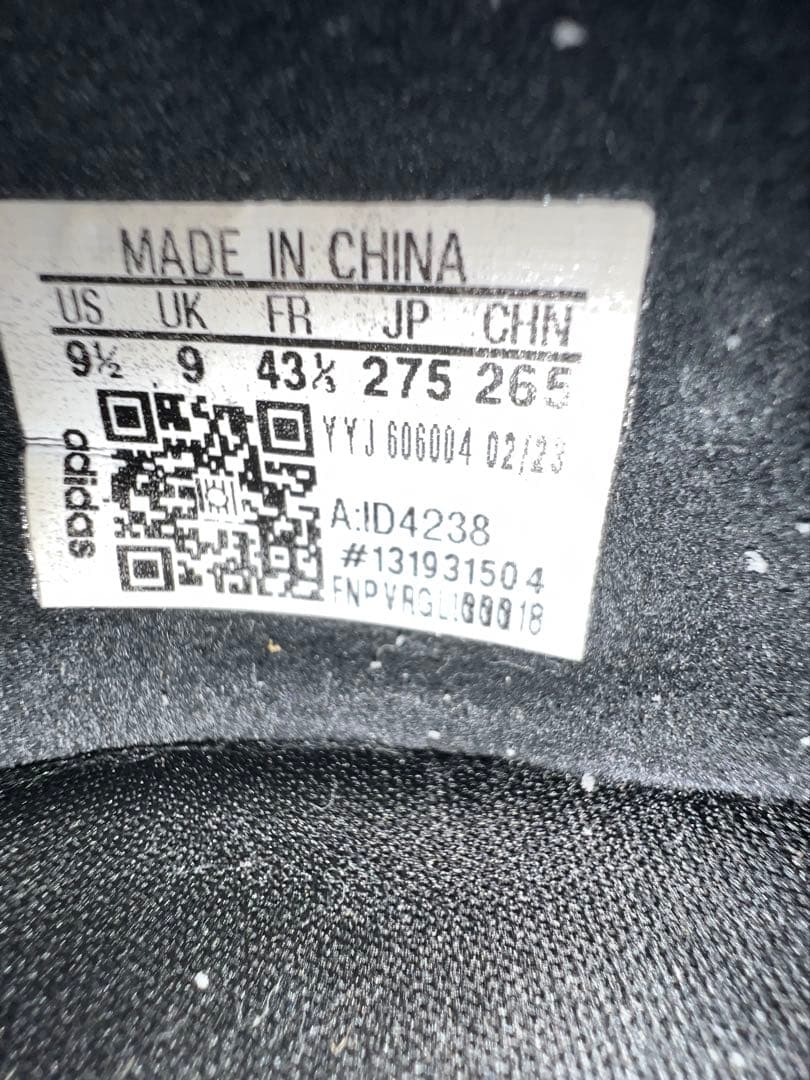 MADE IN CHINA
US UK FR JP CHN
9½ 9 43⅓ 275 265
YYJ 606004 02/23
A:ID4238
#131931504
adidas